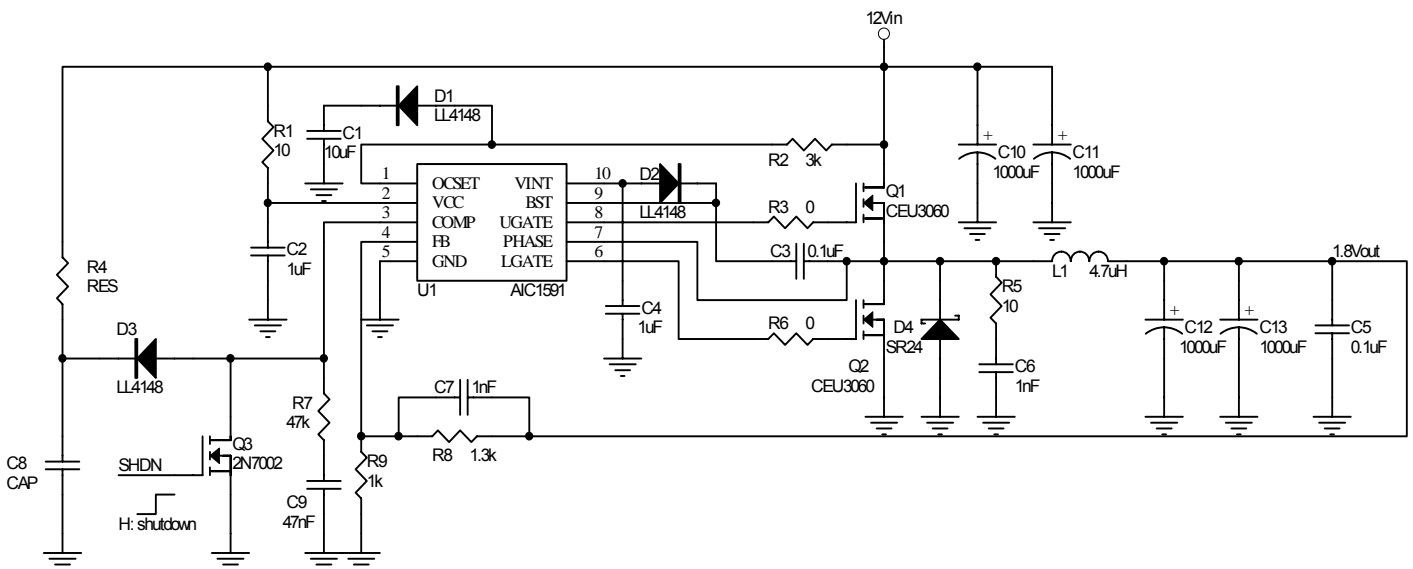 12Vin
D1
LL4148
R1
10
C1
10uF
R2 3k
C10
1000uF
C11
1000uF
1 OCSET VINT 10
2 VCC BST 9
3 COMP UGATE 8
4 FB PHASE 7
5 GND LGATE 6
U1 AIC1591
D2
LL4148
R3 0
Q1
CEU3060
C2
1uF
C3 0.1uF
C4
1uF
R4
RES
R6 0
D4
SR24
Q2
CEU3060
R5
10
C6
1nF
L1 4.7uH
1.8Vout
C12
1000uF
C13
1000uF
C5
0.1uF
D3
LL4148
R7
47k
C7 1nF
R8 1.3k
R9
1k
C8
CAP
SHDN
Q3
2N7002
H: shutdown
C9
47nF
+
+
+
+